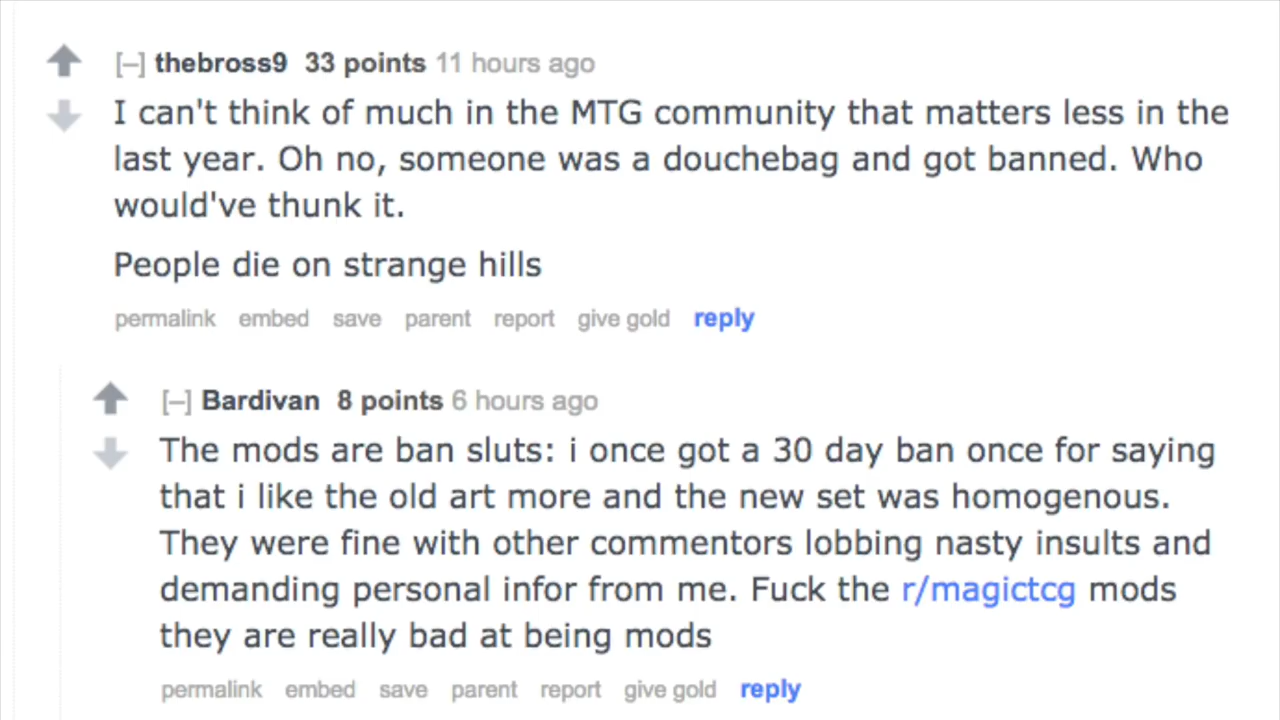 [–] thebross9 33 points 11 hours ago
I can't think of much in the MTG community that matters less in the
last year. Oh no, someone was a douchebag and got banned. Who
would've thunk it.
People die on strange hills
permalink embed save parent report give gold reply
[–] Bardivan 8 points 6 hours ago
The mods are ban sluts: i once got a 30 day ban once for saying
that i like the old art more and the new set was homogenous.
They were fine with other commentors lobbing nasty insults and
demanding personal infor from me. Fuck the r/magictcg mods
they are really bad at being mods
permalink embed save parent report give gold reply